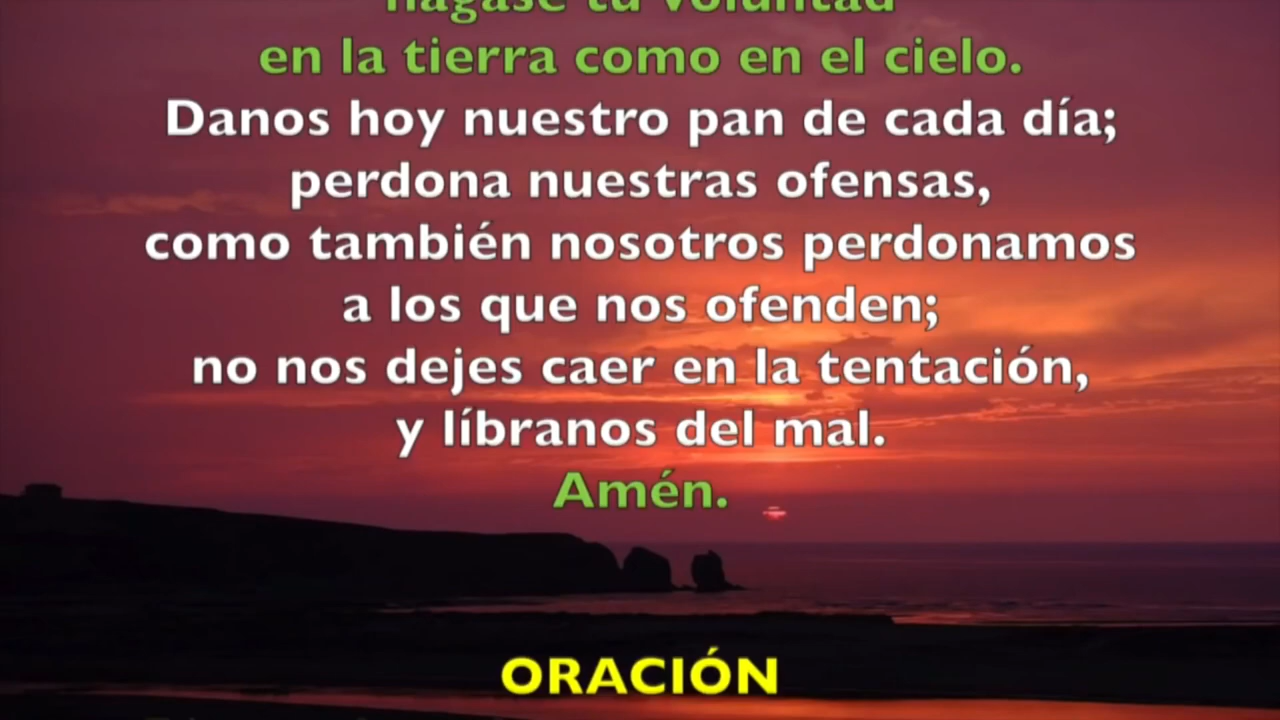 hágase tu voluntad
en la tierra como en el cielo.
Danos hoy nuestro pan de cada día;
perdona nuestras ofensas,
como también nosotros perdonamos
a los que nos ofenden;
no nos dejes caer en la tentación,
y líbranos del mal.
Amén.
ORACIÓN